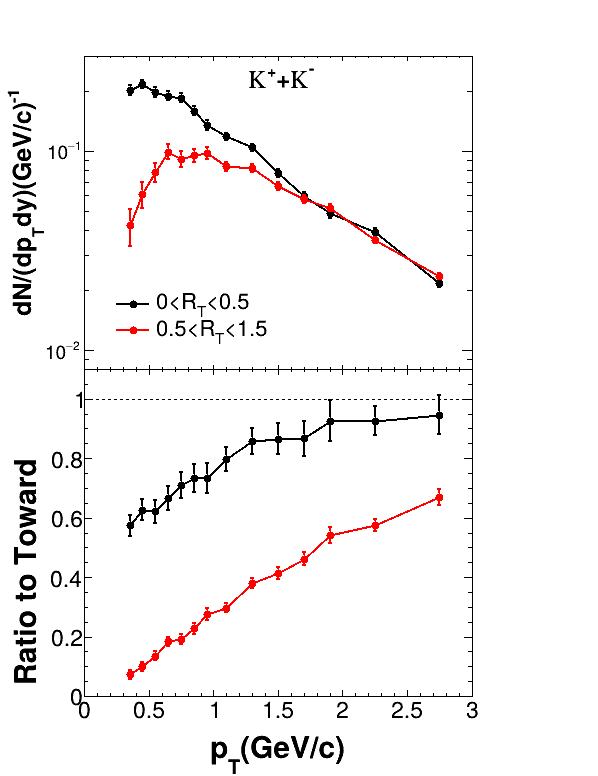 K⁺+K⁻
dN/(dp_T dy)(GeV/c)⁻¹
10⁻¹
10⁻²
0<R_T<0.5
0.5<R_T<1.5
Ratio to Toward
1
0.8
0.6
0.4
0.2
0
0 0.5 1 1.5 2 2.5 3
p_T(GeV/c)